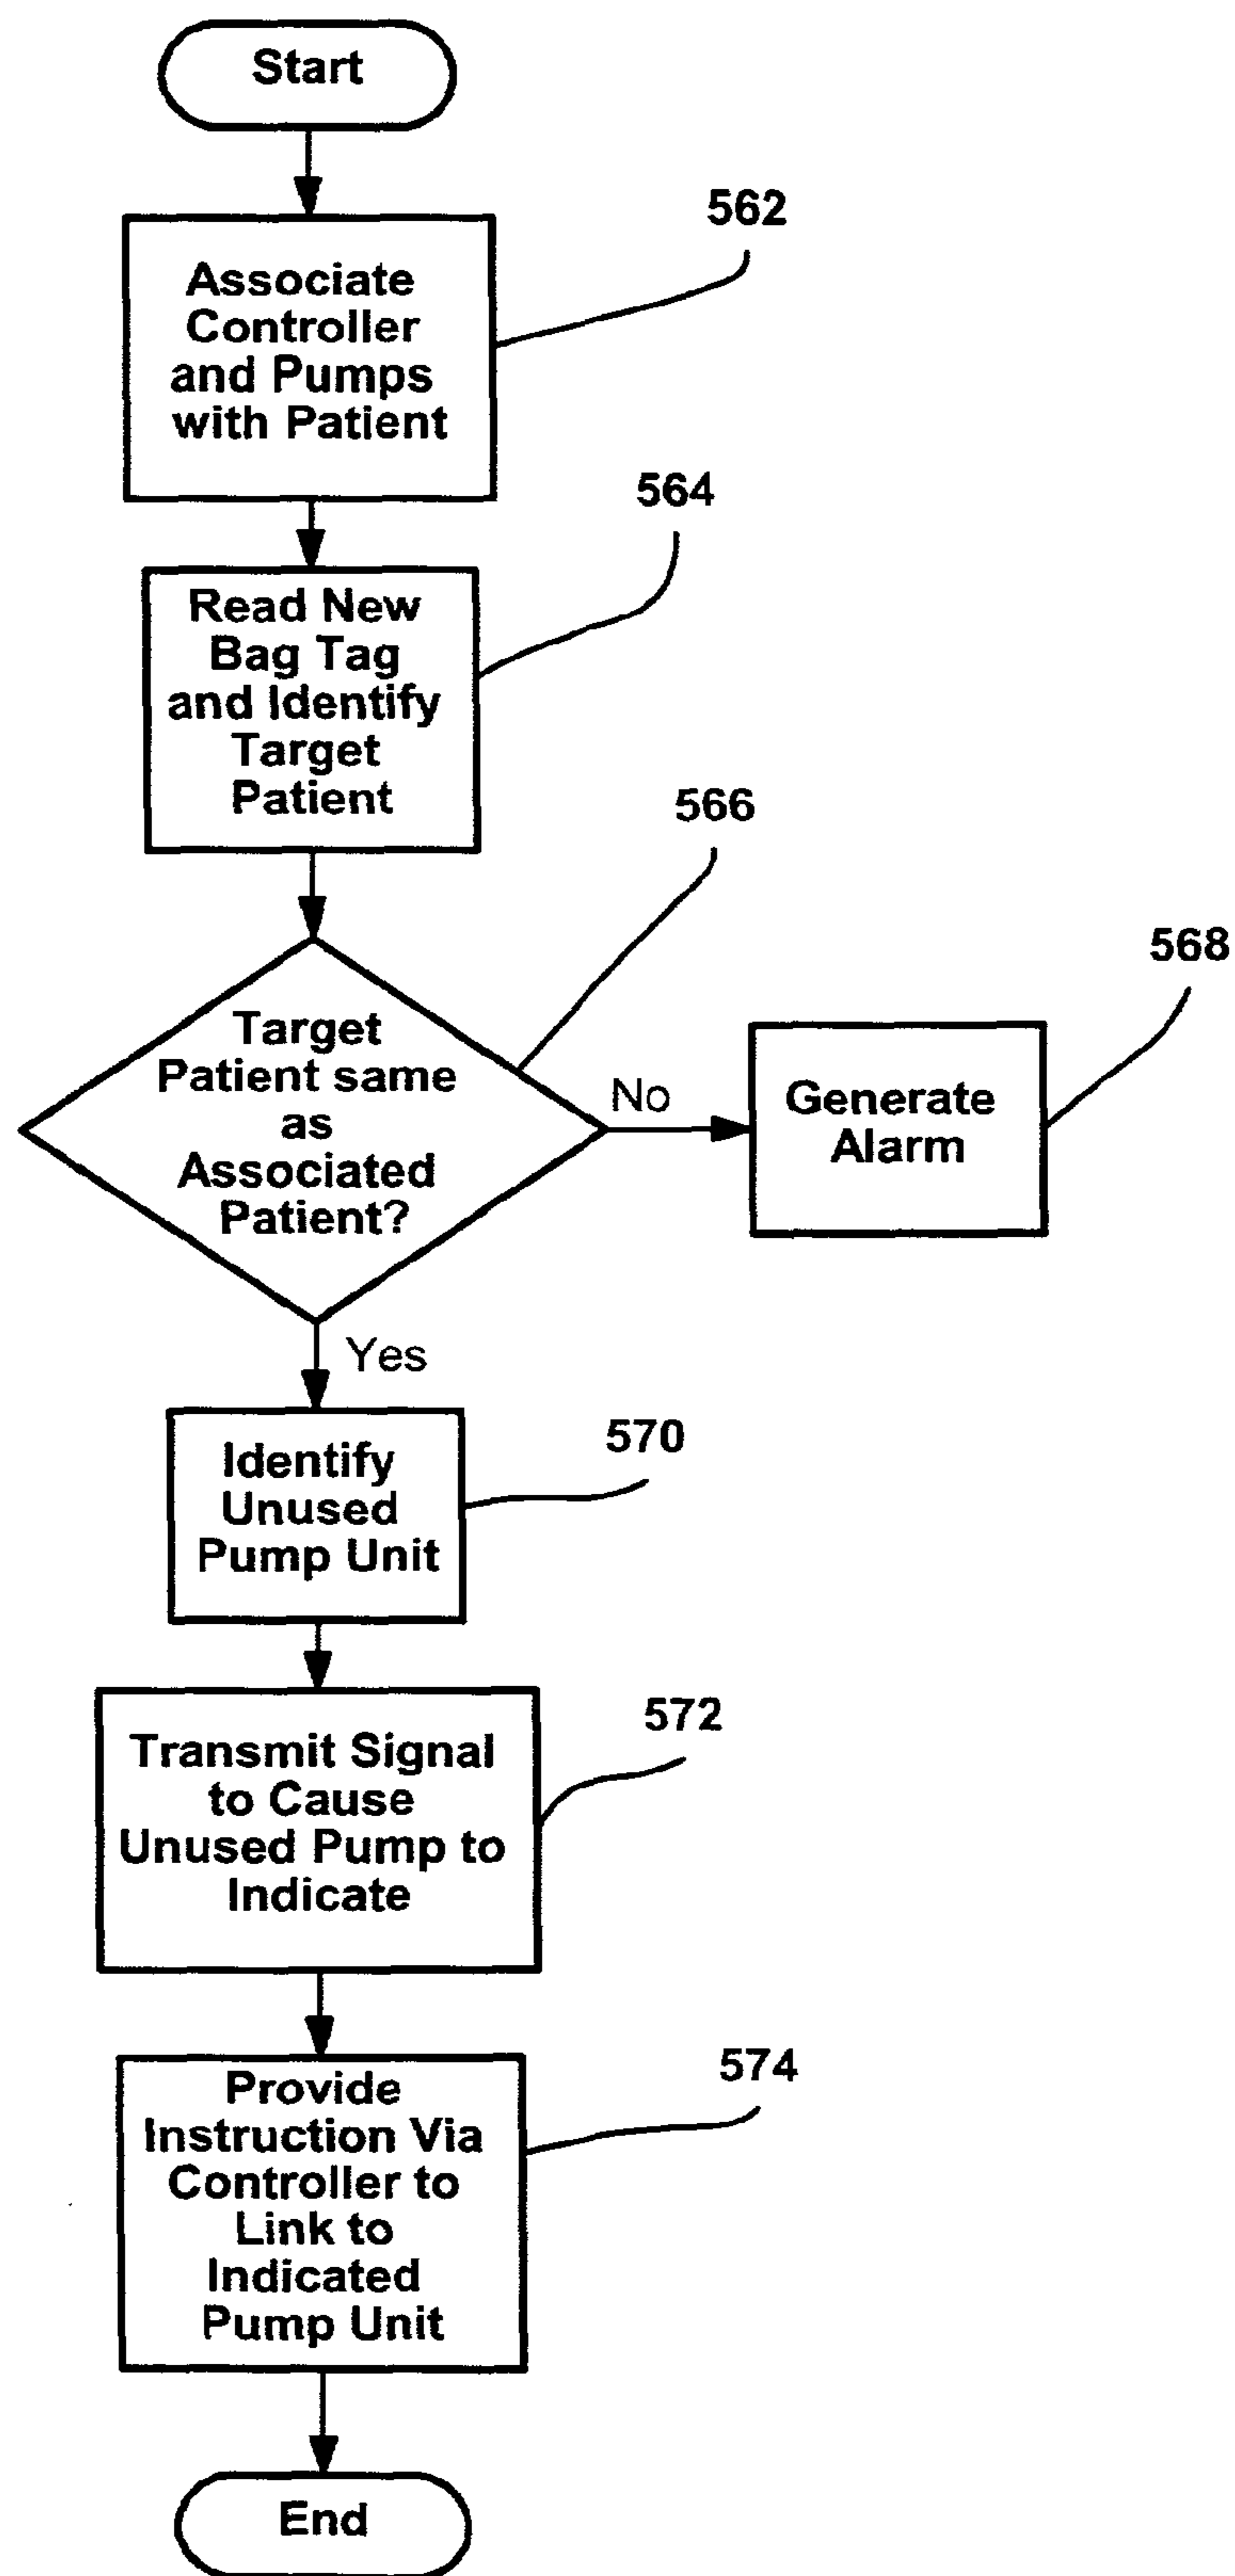 Start
562
Associate
Controller
and Pumps
with Patient
564
Read New
Bag Tag
and Identify
Target
Patient
566
Target
Patient same
as
Associated
Patient?
No
568
Generate
Alarm
Yes
570
Identify
Unused
Pump Unit
572
Transmit Signal
to Cause
Unused Pump to
Indicate
574
Provide
Instruction Via
Controller to
Link to
Indicated
Pump Unit
End